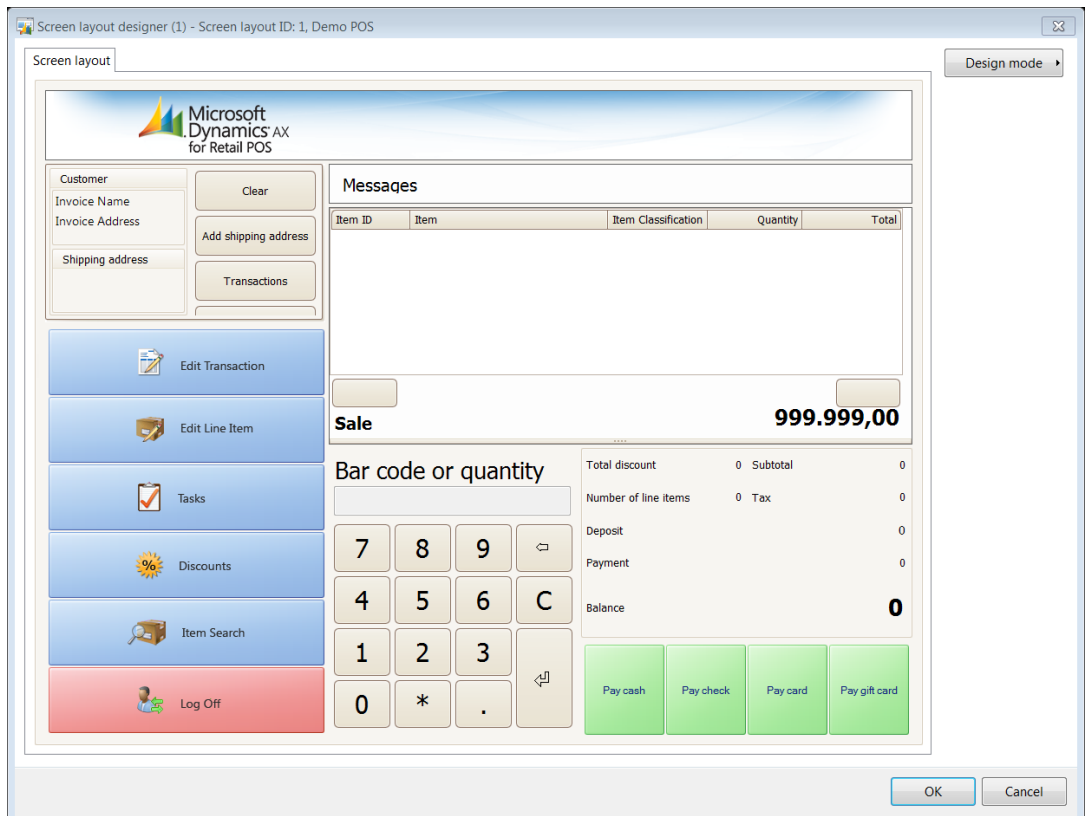 Screen layout designer (1) - Screen layout ID: 1, Demo POS
Screen layout
Design mode
Microsoft
Dynamics AX
for Retail POS
Customer
Invoice Name
Invoice Address
Shipping address
Clear
Add shipping address
Transactions
Messages
Item ID Item Item Classification Quantity Total
Sale 999.999,00
Edit Transaction
Edit Line Item
Tasks
% Discounts
Item Search
Log Off
Bar code or quantity
7 8 9
4 5 6 C
1 2 3
0 * .
Total discount 0 Subtotal 0
Number of line items 0 Tax 0
Deposit 0
Payment 0
Balance 0
Pay cash Pay check Pay card Pay gift card
OK Cancel